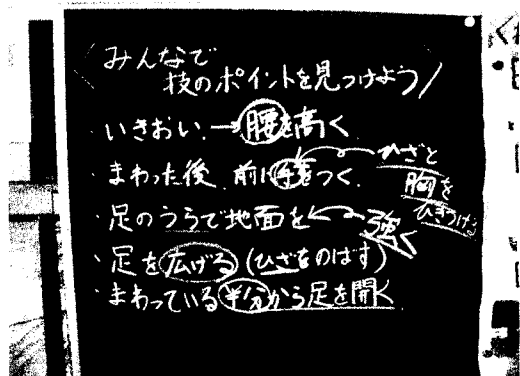 みんなで
技のポイントを見つけよう/
・いきおい→腰を高く
・まわった後、前に手をつく
ひざと
胸を
ひきつける
・足のうらで地面を
強く
・足を広げる(ひざをのばす)
・まわっている半分から足を開く